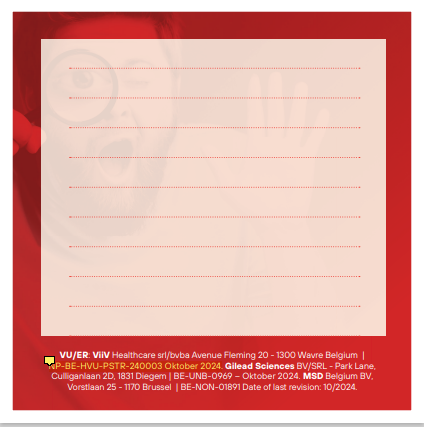 VU/ER: ViiV Healthcare srl/bvba Avenue Fleming 20 - 1300 Wavre Belgium |
NP-BE-HVU-PSTR-240003 Oktober 2024. Gilead Sciences BV/SRL - Park Lane,
Culliganlaan 2D, 1831 Diegem | BE-UNB-0969 – Oktober 2024. MSD Belgium BV,
Vorstlaan 25 - 1170 Brussel | BE-NON-01891 Date of last revision: 10/2024.